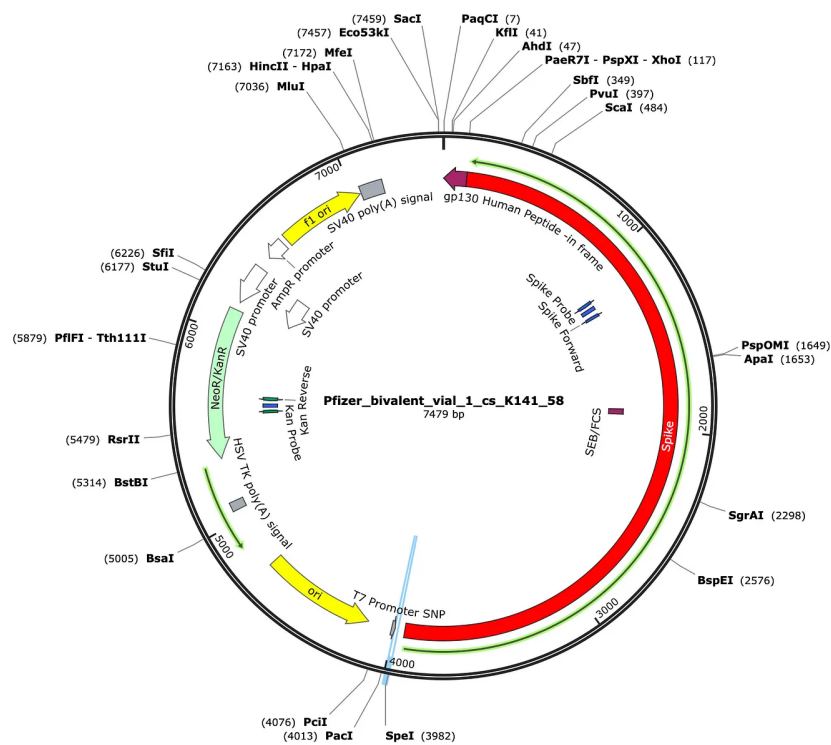 (7459) SacI
(7457) Eco53kI
(7172) MfeI
(7163) HincII - HpaI
(7036) MluI
PaqCI (7)
KflI (41)
AhdI (47)
PaeR7I - PspXI - XhoI (117)
SbfI (349)
PvuI (397)
ScaI (484)
7000
1000
f1 ori
SV40 poly(A) signal
gp130 Human Peptide -in frame
AmpR promoter
SV40 promoter
SV40 promoter
(6226) SfiI
(6177) StuI
(5879) PflFI - Tth111I
6000
NeoR/KanR
Kan Reverse
Kan Probe
Spike Probe
Spike Forward
PspOMI (1649)
ApaI (1653)
Pfizer_bivalent_vial_1_cs_K141_58
7479 bp
SEB/FCS
Spike
2000
(5479) RsrII
(5314) BstBI
(5005) BsaI
5000
HSV TK poly(A) signal
ori
T7 Promoter SNP
SgrAI (2298)
BspEI (2576)
3000
4000
(4076) PciI
(4013) PacI
SpeI (3982)